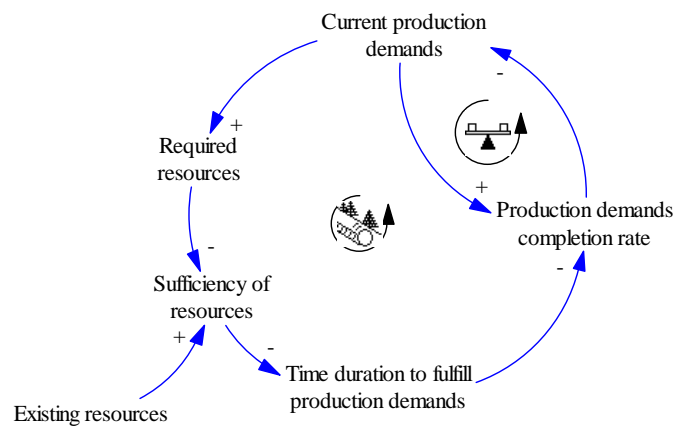 Current production
demands
-
+
Required
resources
+
Production demands
completion rate
-
-
Sufficiency of
resources
+
-
Time duration to fulfill
production demands
Existing resources